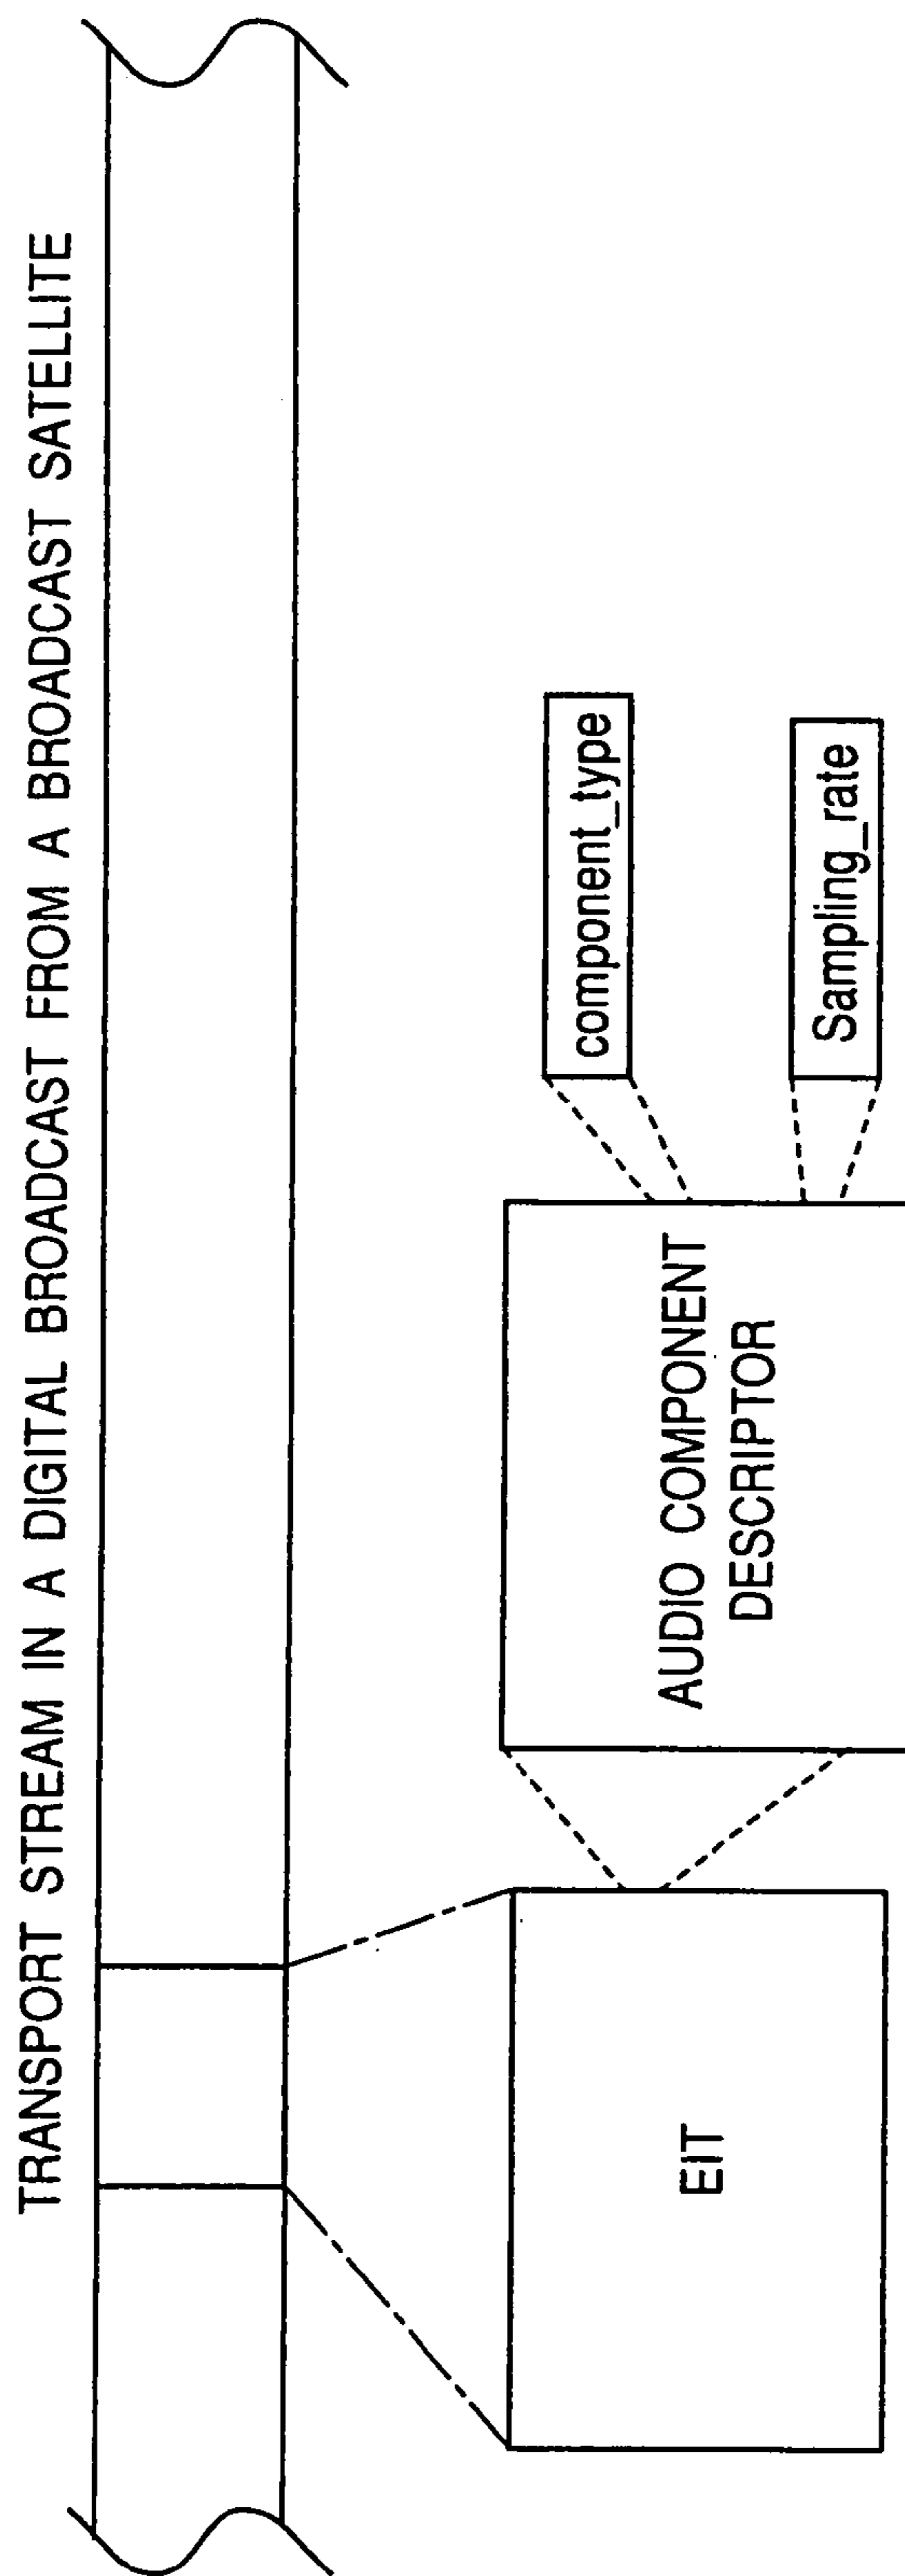 TRANSPORT STREAM IN A DIGITAL BROADCAST FROM A BROADCAST SATELLITE
EIT
AUDIO COMPONENT
DESCRIPTOR
component_type
Sampling_rate